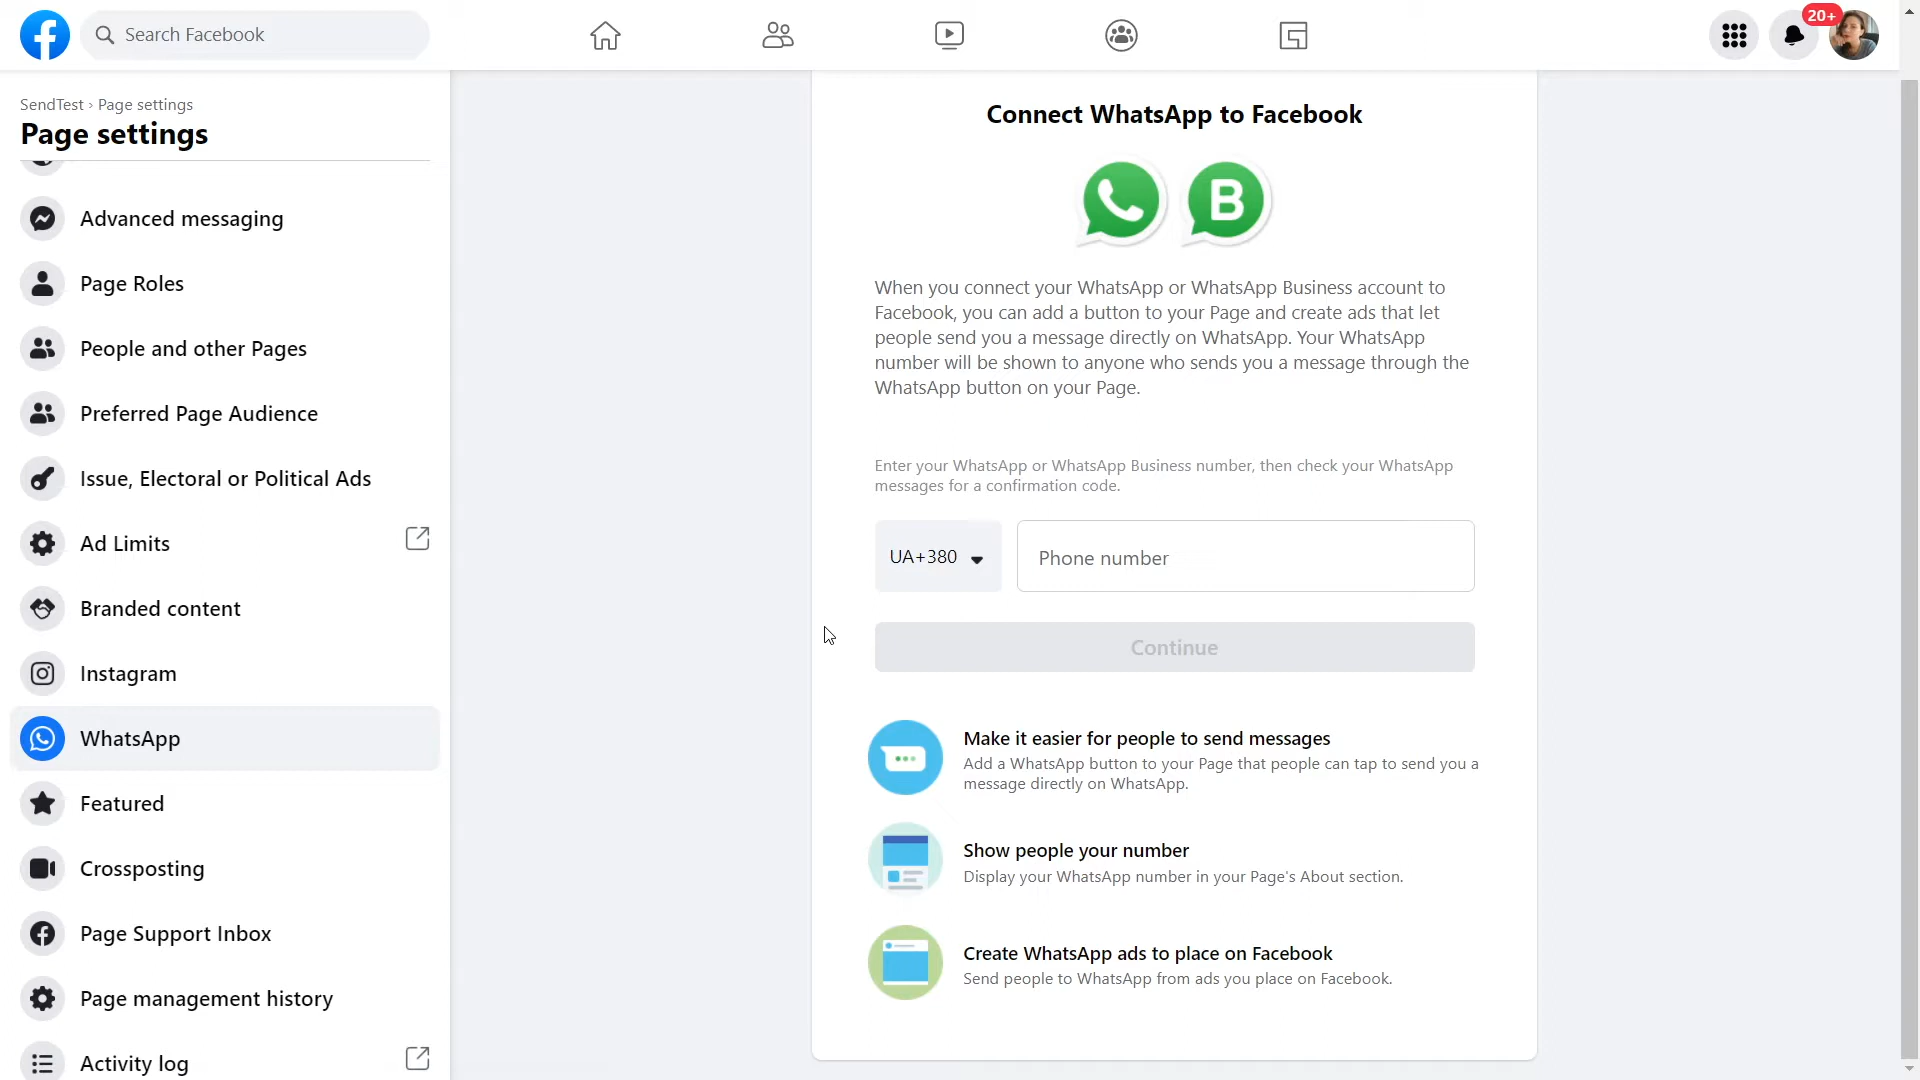 Search Facebook
20+
SendTest › Page settings
Page settings
Advanced messaging
Page Roles
People and other Pages
Preferred Page Audience
Issue, Electoral or Political Ads
Ad Limits
Branded content
Instagram
WhatsApp
Featured
Crossposting
Page Support Inbox
Page management history
Activity log
Connect WhatsApp to Facebook
B
When you connect your WhatsApp or WhatsApp Business account to
Facebook, you can add a button to your Page and create ads that let
people send you a message directly on WhatsApp. Your WhatsApp
number will be shown to anyone who sends you a message through the
WhatsApp button on your Page.
Enter your WhatsApp or WhatsApp Business number, then check your WhatsApp
messages for a confirmation code.
UA+380
Phone number
Continue
Make it easier for people to send messages
Add a WhatsApp button to your Page that people can tap to send you a
message directly on WhatsApp.
Show people your number
Display your WhatsApp number in your Page's About section.
Create WhatsApp ads to place on Facebook
Send people to WhatsApp from ads you place on Facebook.